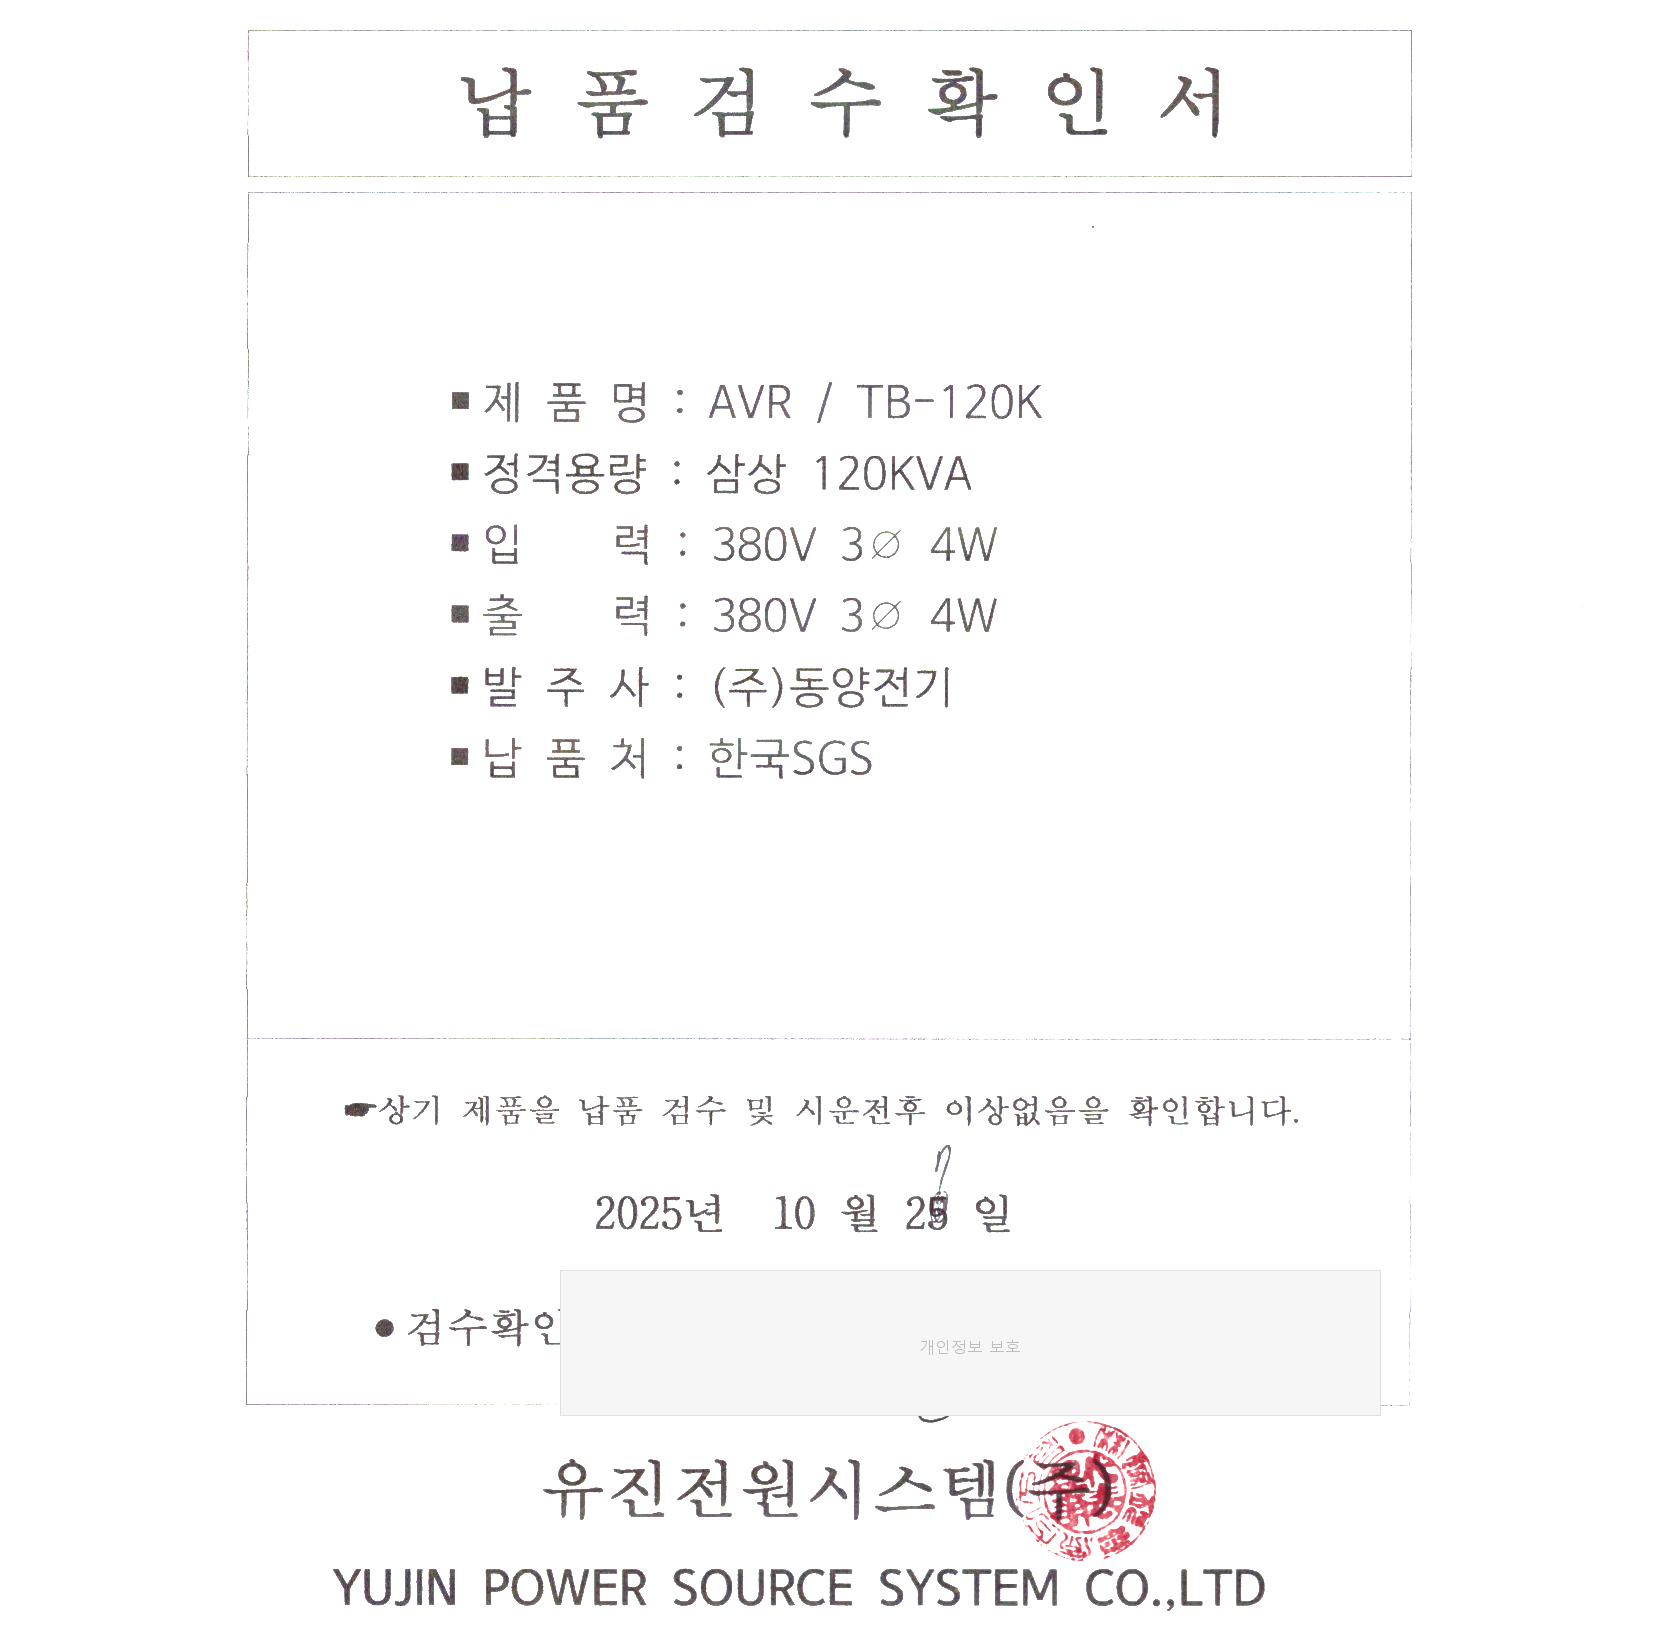 납 품 검 수 확 인 서
■ 제 품 명 : AVR / TB-120K
■ 정격용량 : 삼상 120KVA
■ 입 력 : 380V 3∅ 4W
■ 출 력 : 380V 3∅ 4W
■ 발 주 사 : (주)동양전기
■ 납 품 처 : 한국SGS
☛상기 제품을 납품 검수 및 시운전후 이상없음을 확인합니다.
2025년 10 월 일
● 검수확인
개인정보 보호
유진전원시스템(주)
YUJIN POWER SOURCE SYSTEM CO.,LTD